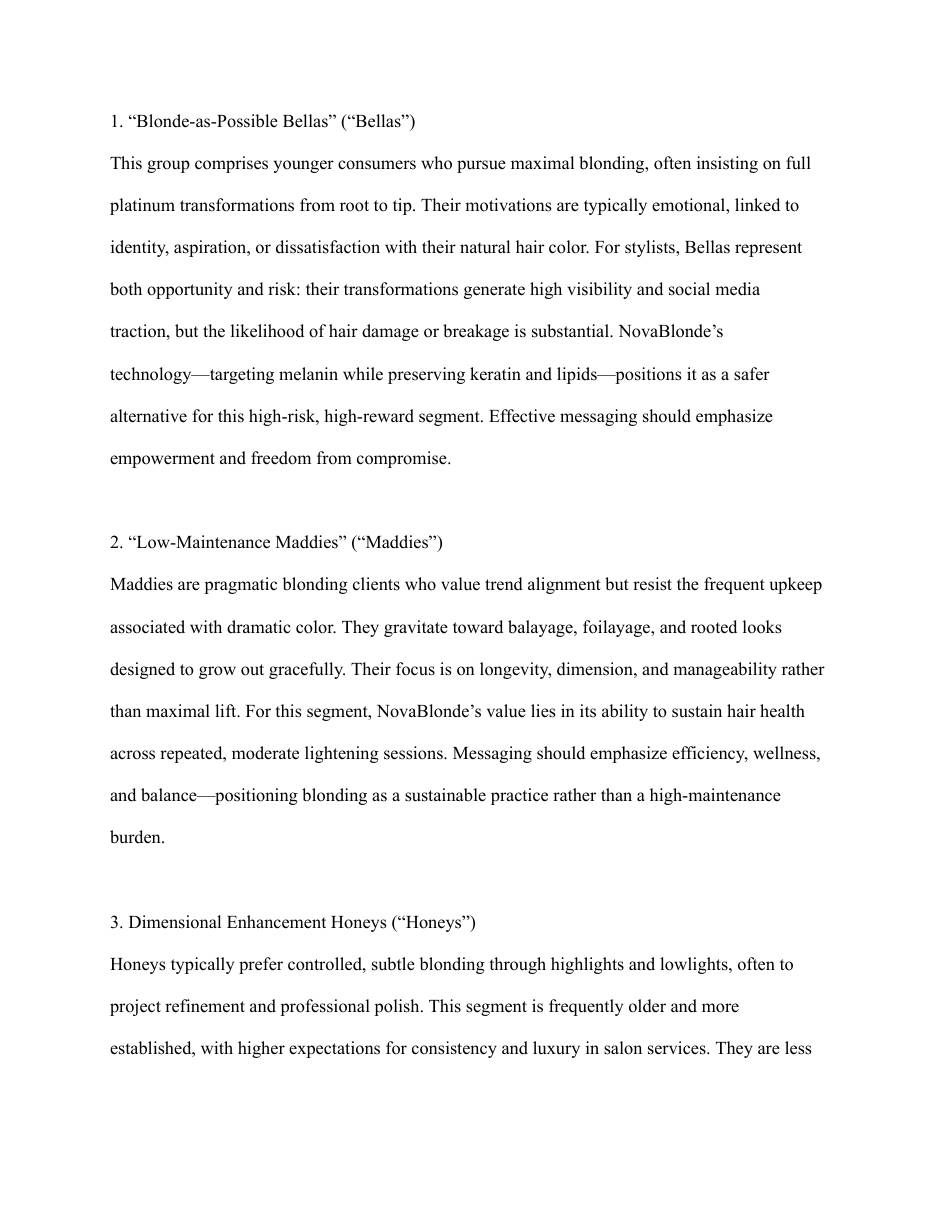 1. “Blonde-as-Possible Bellas” (“Bellas”)
This group comprises younger consumers who pursue maximal blonding, often insisting on full
platinum transformations from root to tip. Their motivations are typically emotional, linked to
identity, aspiration, or dissatisfaction with their natural hair color. For stylists, Bellas represent
both opportunity and risk: their transformations generate high visibility and social media
traction, but the likelihood of hair damage or breakage is substantial. NovaBlonde’s
technology—targeting melanin while preserving keratin and lipids—positions it as a safer
alternative for this high-risk, high-reward segment. Effective messaging should emphasize
empowerment and freedom from compromise.
2. “Low-Maintenance Maddies” (“Maddies”)
Maddies are pragmatic blonding clients who value trend alignment but resist the frequent upkeep
associated with dramatic color. They gravitate toward balayage, foilayage, and rooted looks
designed to grow out gracefully. Their focus is on longevity, dimension, and manageability rather
than maximal lift. For this segment, NovaBlonde’s value lies in its ability to sustain hair health
across repeated, moderate lightening sessions. Messaging should emphasize efficiency, wellness,
and balance—positioning blonding as a sustainable practice rather than a high-maintenance
burden.
3. Dimensional Enhancement Honeys (“Honeys”)
Honeys typically prefer controlled, subtle blonding through highlights and lowlights, often to
project refinement and professional polish. This segment is frequently older and more
established, with higher expectations for consistency and luxury in salon services. They are less